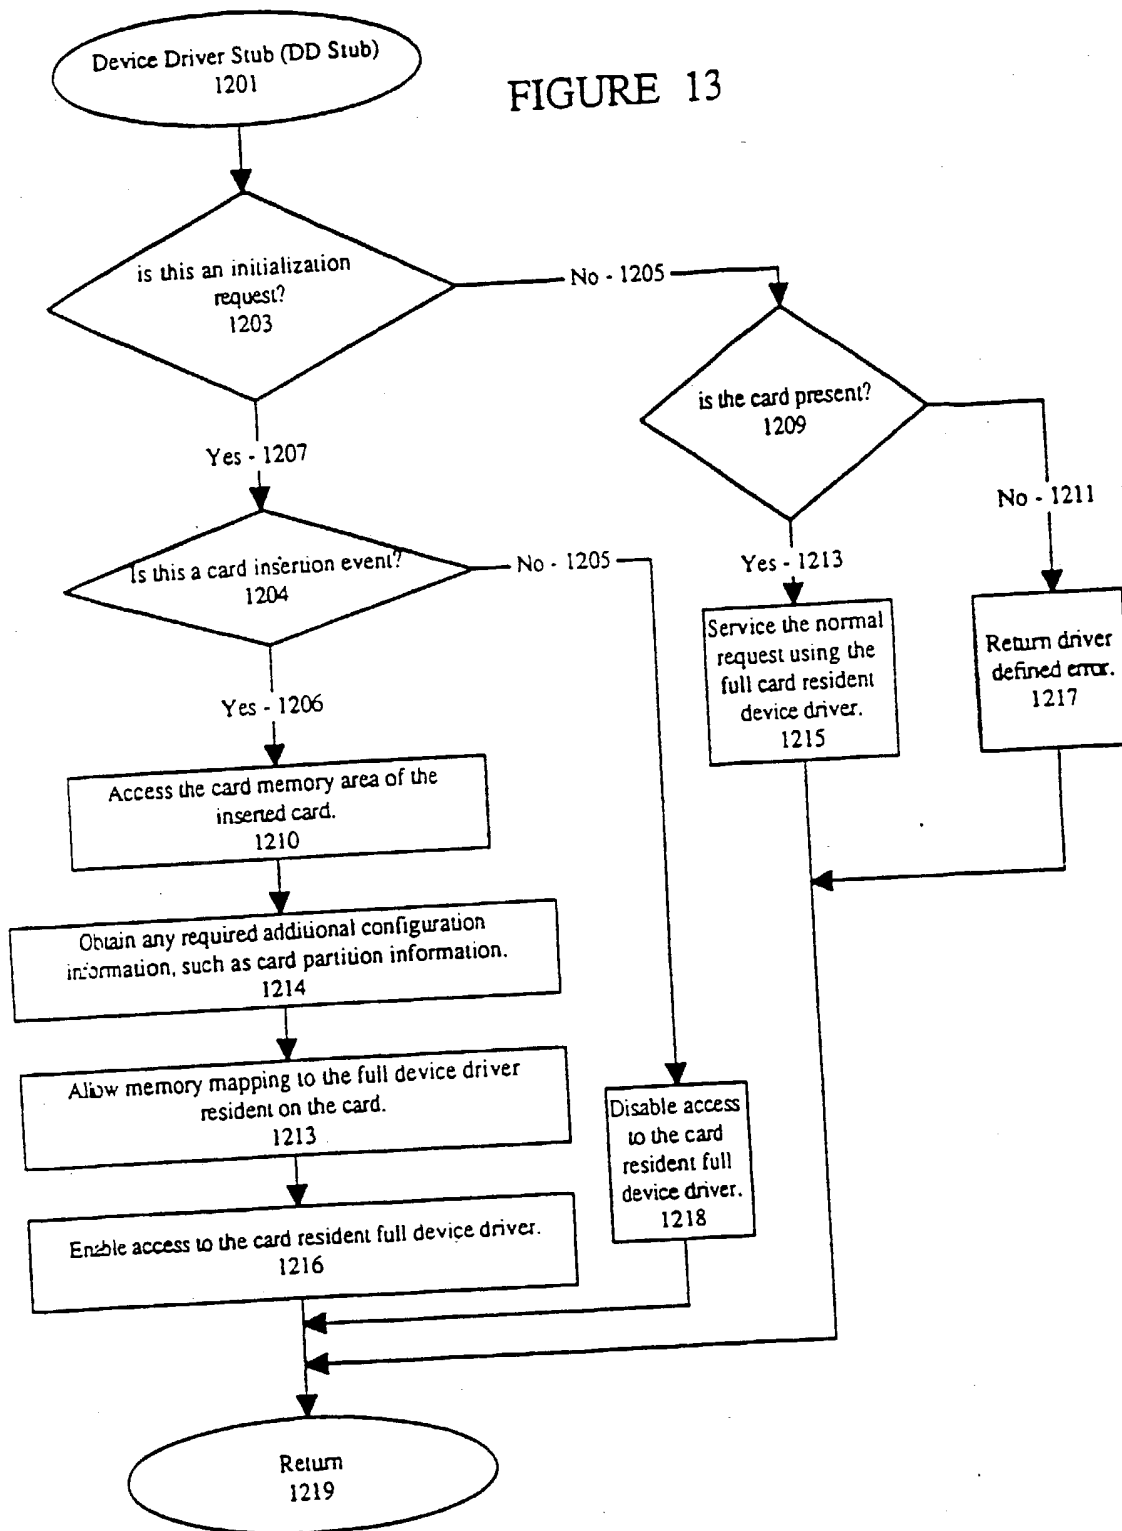 Device Driver Stub (DD Stub)
1201
FIGURE 13
is this an initialization
request?
1203
No - 1205
is the card present?
1209
Yes - 1207
No - 1211
Is this a card insertion event?
1204
No - 1205
Yes - 1213
Service the normal
request using the
full card resident
device driver.
1215
Return driver
defined error.
1217
Yes - 1206
Access the card memory area of the
inserted card.
1210
Obtain any required additional configuration
information, such as card partition information.
1214
Allow memory mapping to the full device driver
resident on the card.
1213
Disable access
to the card
resident full
device driver.
1218
Enable access to the card resident full device driver.
1216
Return
1219